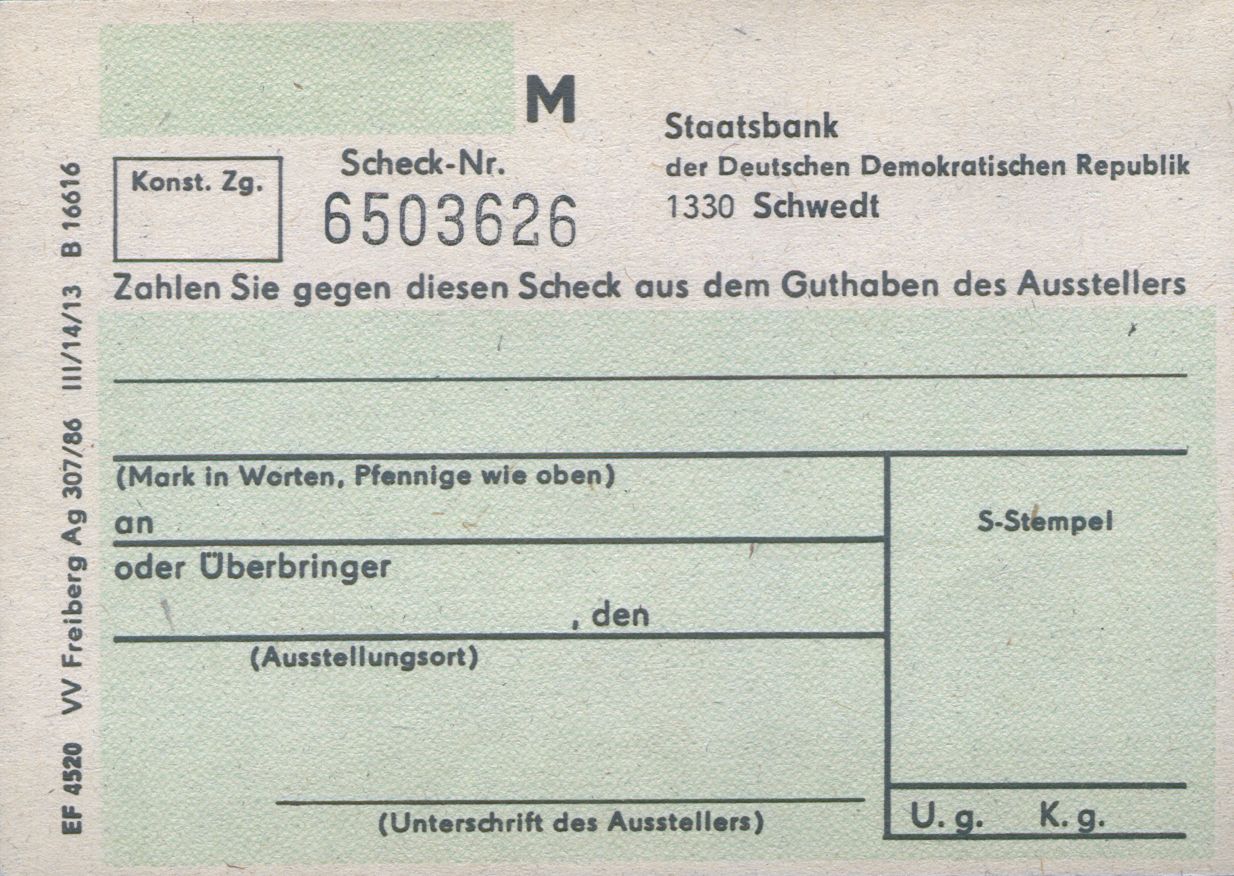 M
Staatsbank
der Deutschen Demokratischen Republik
1330 Schwedt
Konst. Zg.
Scheck-Nr.
6503626
Zahlen Sie gegen diesen Scheck aus dem Guthaben des Ausstellers
(Mark in Worten, Pfennige wie oben)
an
oder Überbringer
, den
(Ausstellungsort)
(Unterschrift des Ausstellers)
S-Stempel
U. g. K. g.
EF 4520 VV Freiberg Ag 307/86 III/14/13 B 16616